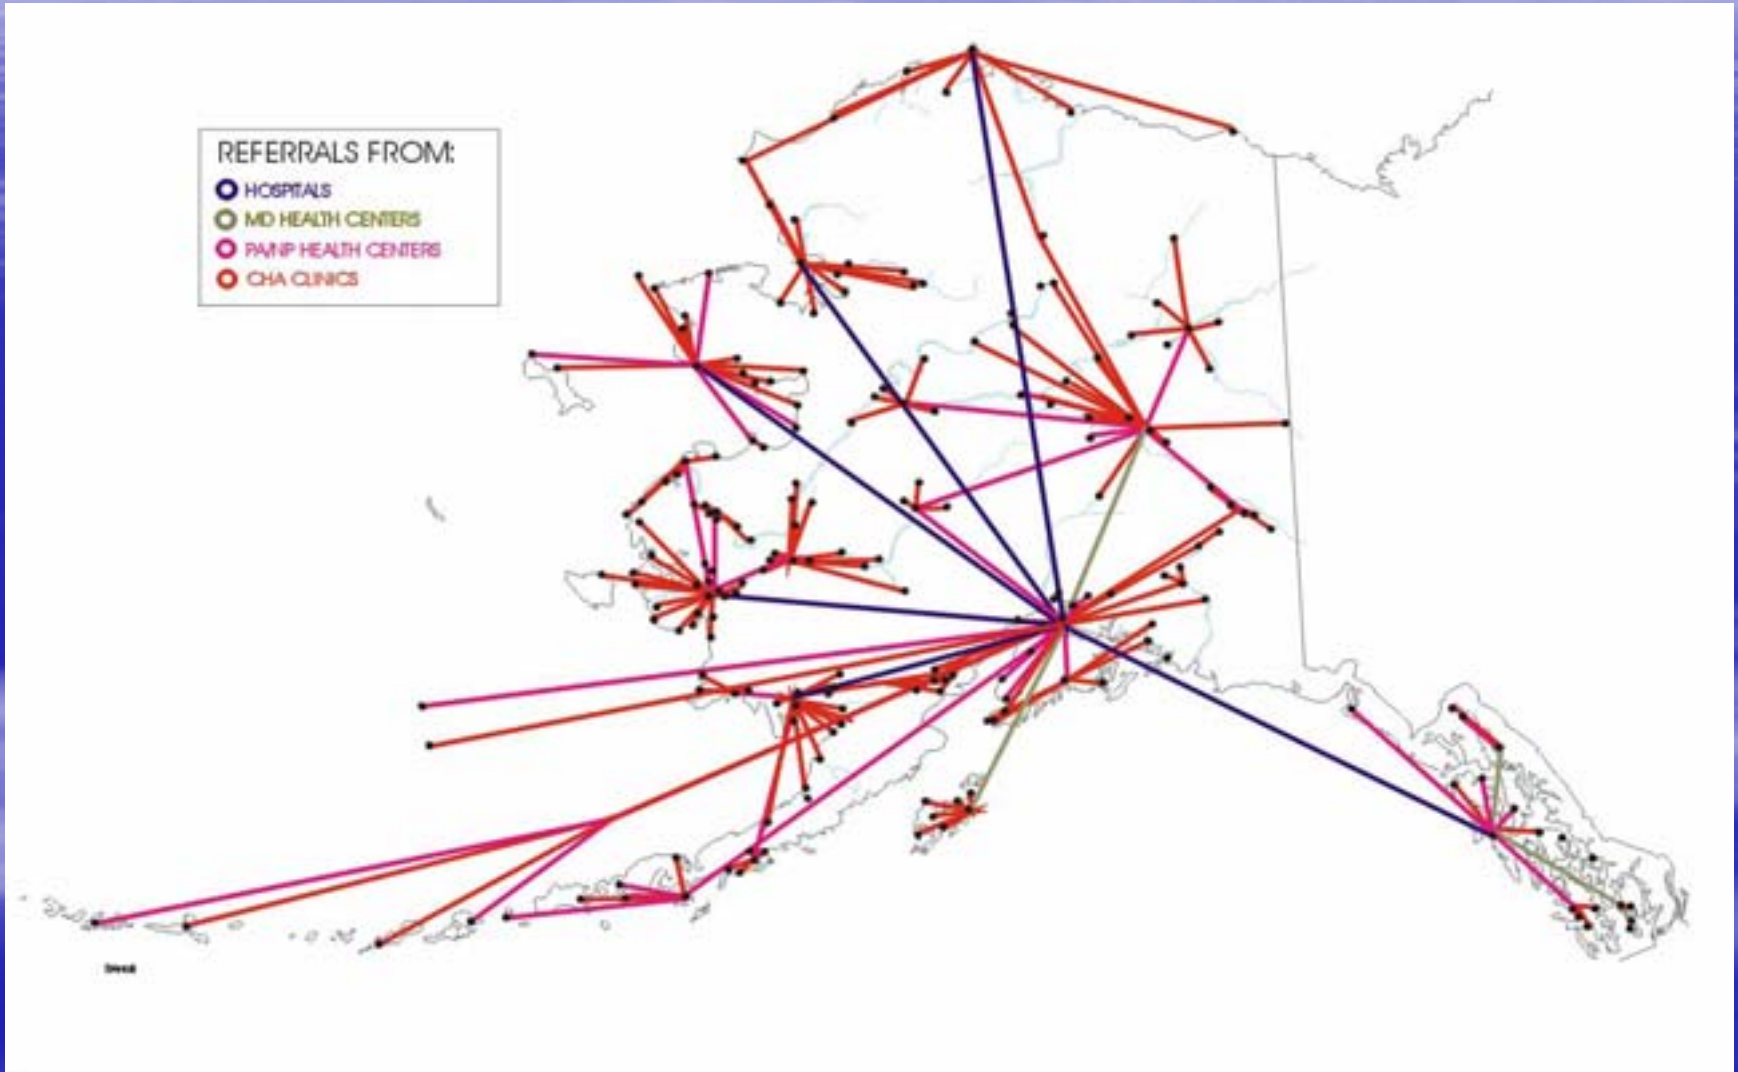 REFERRALS FROM:
HOSPITALS
MD HEALTH CENTERS
PA/NP HEALTH CENTERS
CHA CLINICS